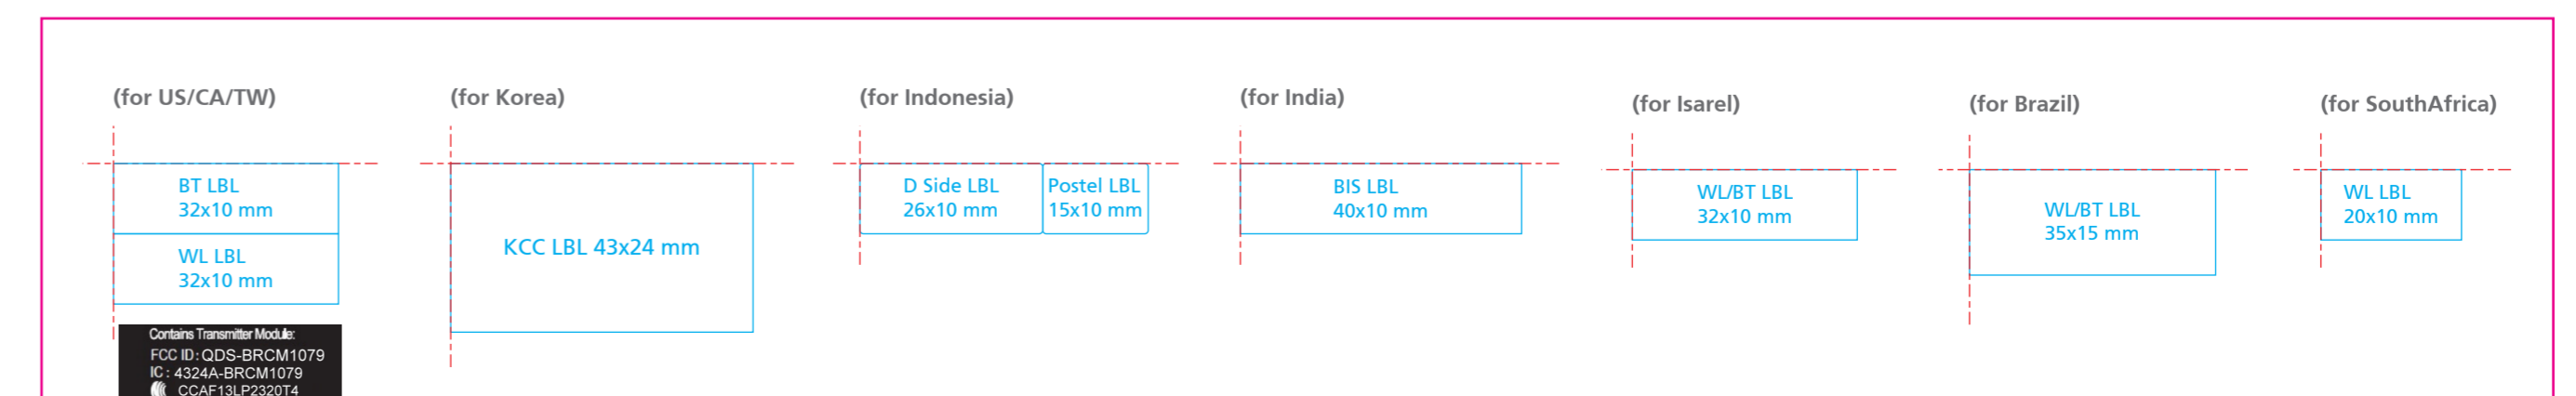 (for US/CA/TW)
BT LBL
32x10 mm
WL LBL
32x10 mm
Contains Transmitter Module:
FCC ID: QDS-BRCM1079
IC : 4324A-BRCM1079
CCAF13LP2320T4
(for Korea)
KCC LBL 43x24 mm
(for Indonesia)
D Side LBL
26x10 mm
Postel LBL
15x10 mm
(for India)
BIS LBL
40x10 mm
(for Isarel)
WL/BT LBL
32x10 mm
(for Brazil)
WL/BT LBL
35x15 mm
(for SouthAfrica)
WL LBL
20x10 mm